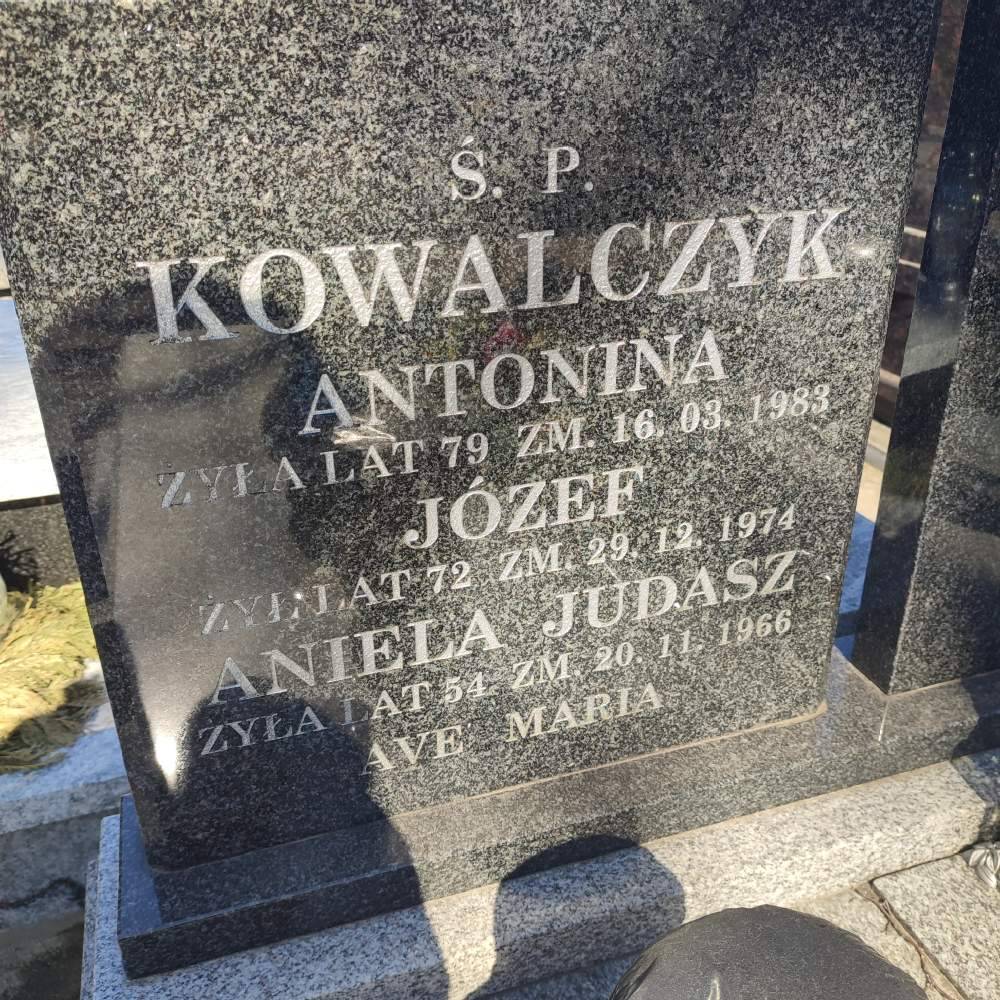 Ś. P.
KOWALCZYK
ANTONINA
ŻYŁA LAT 79 ZM. 16. 03. 1983
JÓZEF
ŻYŁ LAT 72 ZM. 29. 12. 1974
ANIELA JUDASZ
ŻYŁA LAT 54. ZM. 20. 11. 1966
AVE MARIA